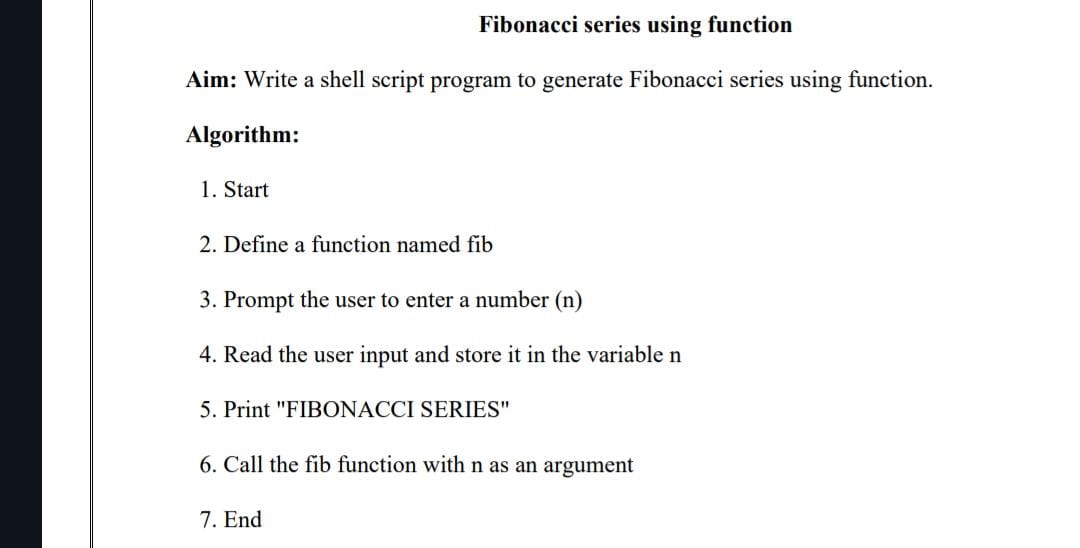 Fibonacci series using function
Aim: Write a shell script program to generate Fibonacci series using function.
Algorithm:
1. Start
2. Define a function named fib
3. Prompt the user to enter a number (n)
4. Read the user input and store it in the variable n
5. Print "FIBONACCI SERIES"
6. Call the fib function with n as an argument
7. End